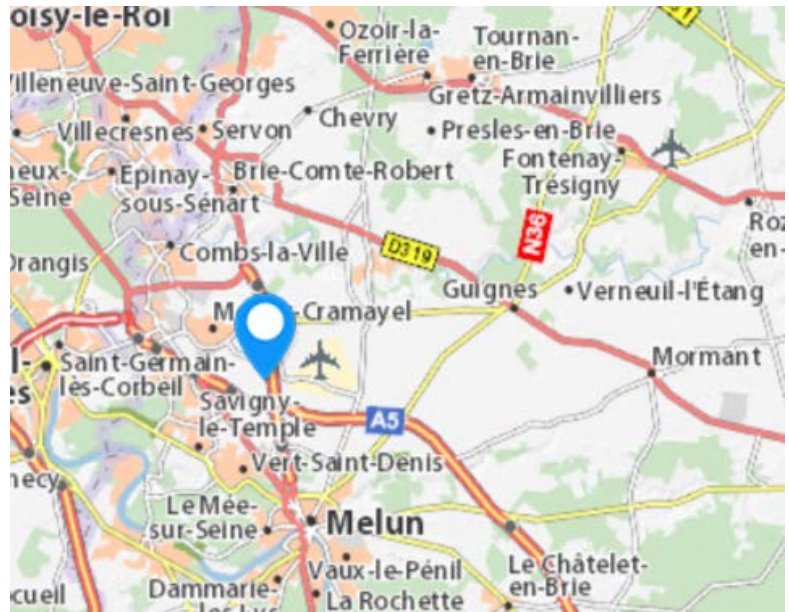 oisy-le-Roi
Ozoir-la-
Ferrière
Tournan-
en-Brie
Villeneuve-Saint-Georges
Gretz-Armainvilliers
Chevry
Villecresnes
Servon
Presles-en-Brie
Fontenay-
Trésigny
neux-
Seine
Epinay-
sous-Sénart
Brie-Comte-Robert
N36
Roz
en-
Combs-la-Ville
D319
Orangis
Guignes
Verneuil-l'Étang
-Cramayel
Saint-Germain-
lès-Corbeil
Mormant
Savigny-
le-Temple
A5
Vert-Saint-Denis
necy
Le Mée-
sur-Seine
Melun
Vaux-le-Pénil
Le Châtelet-
en-Brie
cueil
Dammarie-
La Rochette